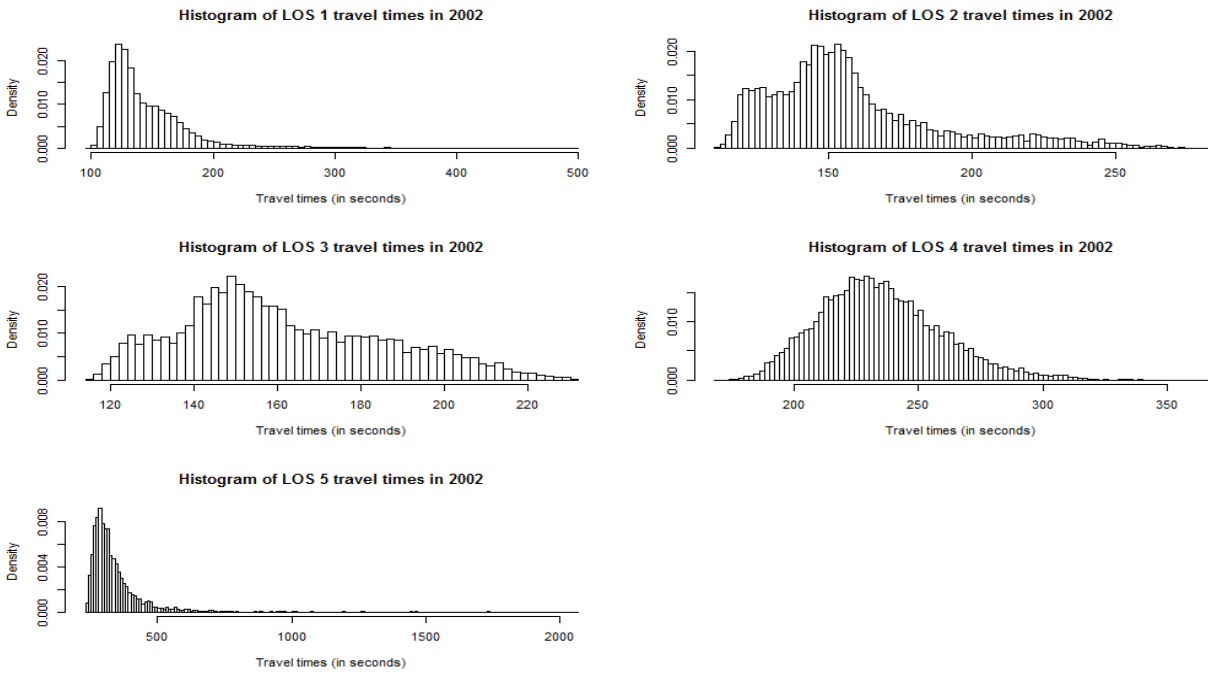 Histogram of LOS 1 travel times in 2002
Density
0.000 0.010 0.020
100 200 300 400 500
Travel times (in seconds)
Histogram of LOS 2 travel times in 2002
Density
0.000 0.010 0.020
150 200 250
Travel times (in seconds)
Histogram of LOS 3 travel times in 2002
Density
0.000 0.010 0.020
120 140 160 180 200 220
Travel times (in seconds)
Histogram of LOS 4 travel times in 2002
Density
0.000 0.010
200 250 300 350
Travel times (in seconds)
Histogram of LOS 5 travel times in 2002
Density
0.000 0.004 0.008
500 1000 1500 2000
Travel times (in seconds)